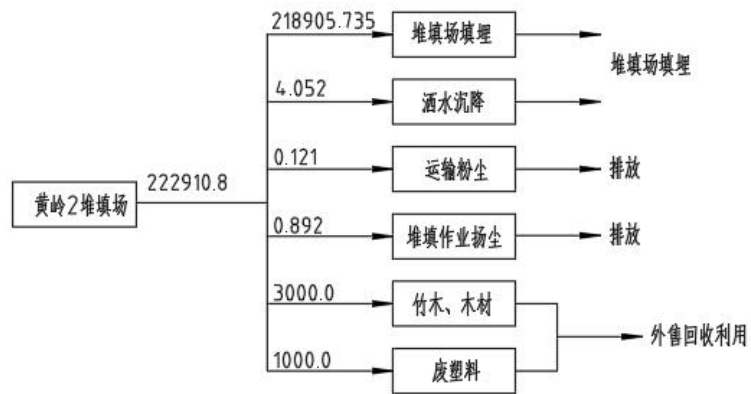 218905.735
堆填场填埋
堆填场填埋
4.052
洒水沉降
黄岭2堆填场
222910.8
0.121
运输粉尘
排放
0.892
堆填作业扬尘
排放
3000.0
竹木、木材
外售回收利用
1000.0
废塑料